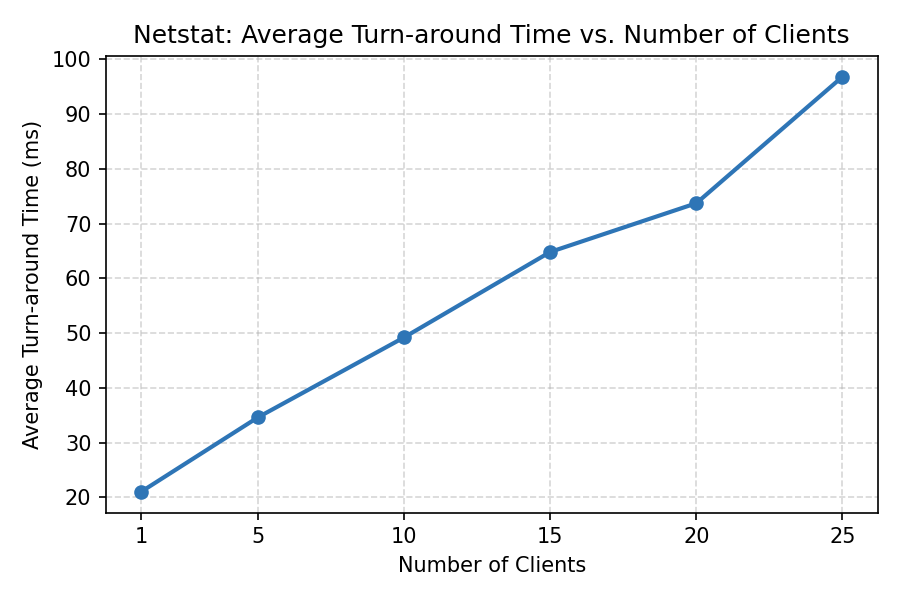 Netstat: Average Turn-around Time vs. Number of Clients
Average Turn-around Time (ms)
100
90
80
70
60
50
40
30
20
1 5 10 15 20 25
Number of Clients